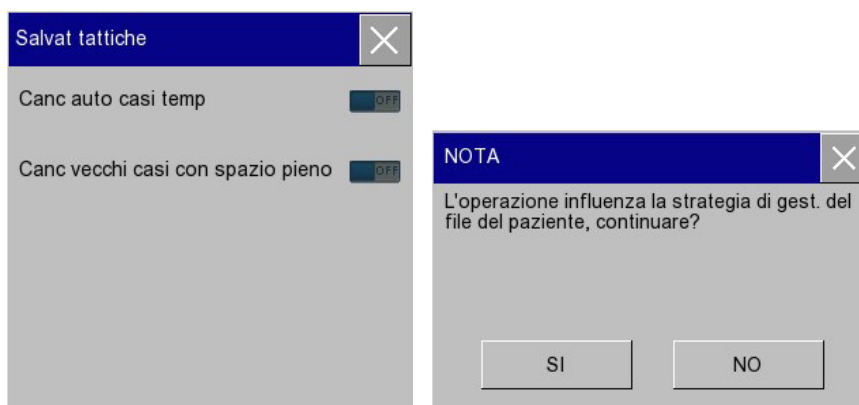 Salvat tattiche
Canc auto casi temp
OFF
Canc vecchi casi con spazio pieno
OFF
NOTA
L'operazione influenza la strategia di gest. del
file del paziente, continuare?
SI
NO